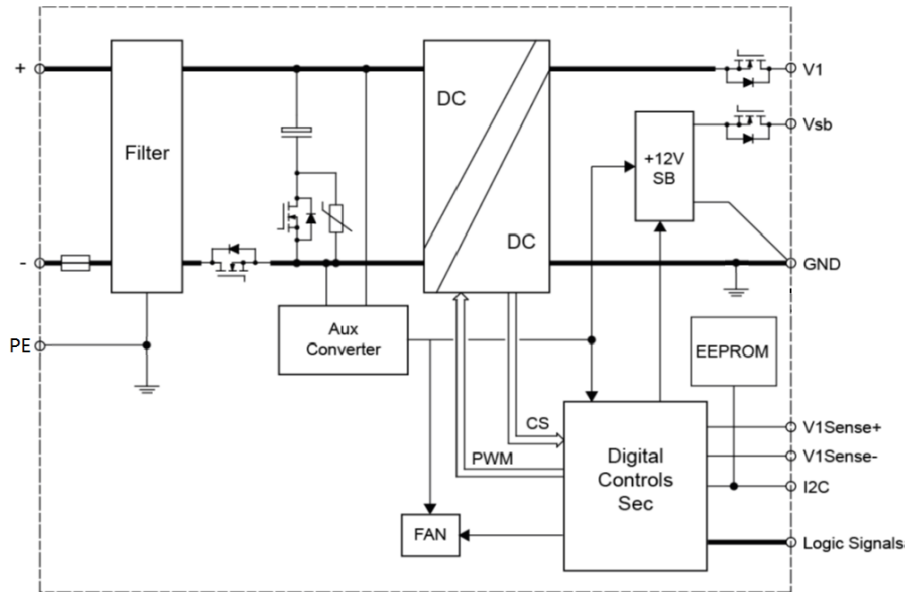 +
V1
DC
Vsb
Filter
+12V
SB
DC
-
GND
PE
Aux
Converter
EEPROM
CS
V1Sense+
PWM
Digital
Controls
Sec
V1Sense-
I2C
FAN
Logic Signals